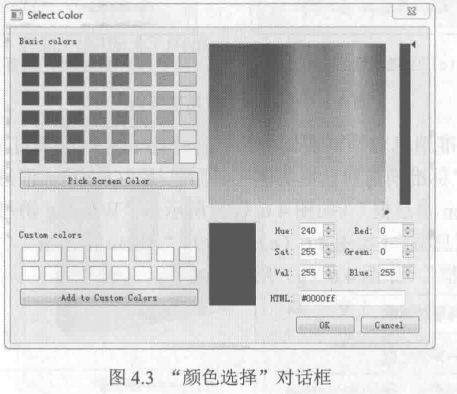 Select Color
Basic colors
Pick Screen Color
Custom colors
Add to Custom Colors
Hue: 240 Red: 0
Sat: 255 Green: 0
Val: 255 Blue: 255
HTML: #0000ff
OK Cancel
图 4.3 “颜色选择”对话框